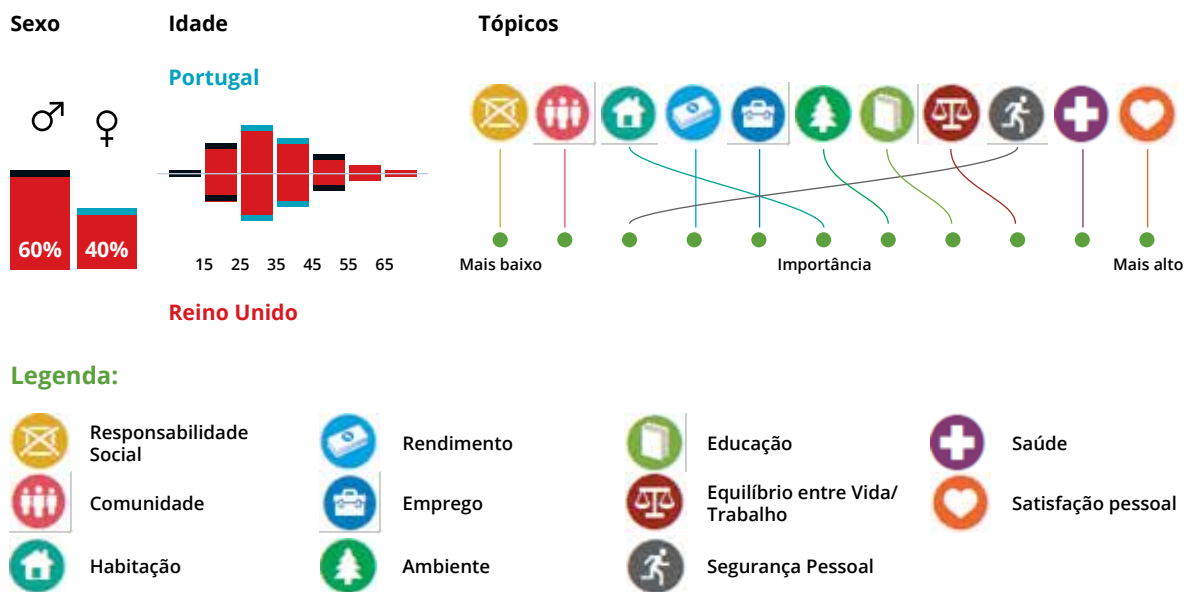 Sexo
Idade
Tópicos
Portugal
60%
40%
15 25 35 45 55 65
Mais baixo
Importância
Mais alto
Reino Unido
Legenda:
Responsabilidade
Social
Rendimento
Educação
Saúde
Comunidade
Emprego
Equilíbrio entre Vida/
Trabalho
Satisfação pessoal
Habitação
Ambiente
Segurança Pessoal